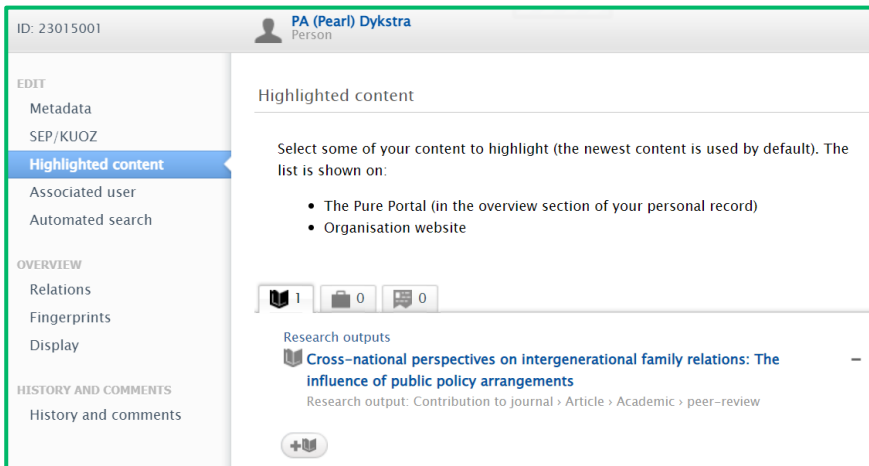 ID: 23015001
PA (Pearl) Dykstra
Person
EDIT
Metadata
SEP/KUOZ
Highlighted content
Associated user
Automated search
OVERVIEW
Relations
Fingerprints
Display
HISTORY AND COMMENTS
History and comments
Highlighted content
Select some of your content to highlight (the newest content is used by default). The
list is shown on:
• The Pure Portal (in the overview section of your personal record)
• Organisation website
1 0 0
Research outputs
Cross-national perspectives on intergenerational family relations: The
influence of public policy arrangements
Research output: Contribution to journal › Article › Academic › peer-review